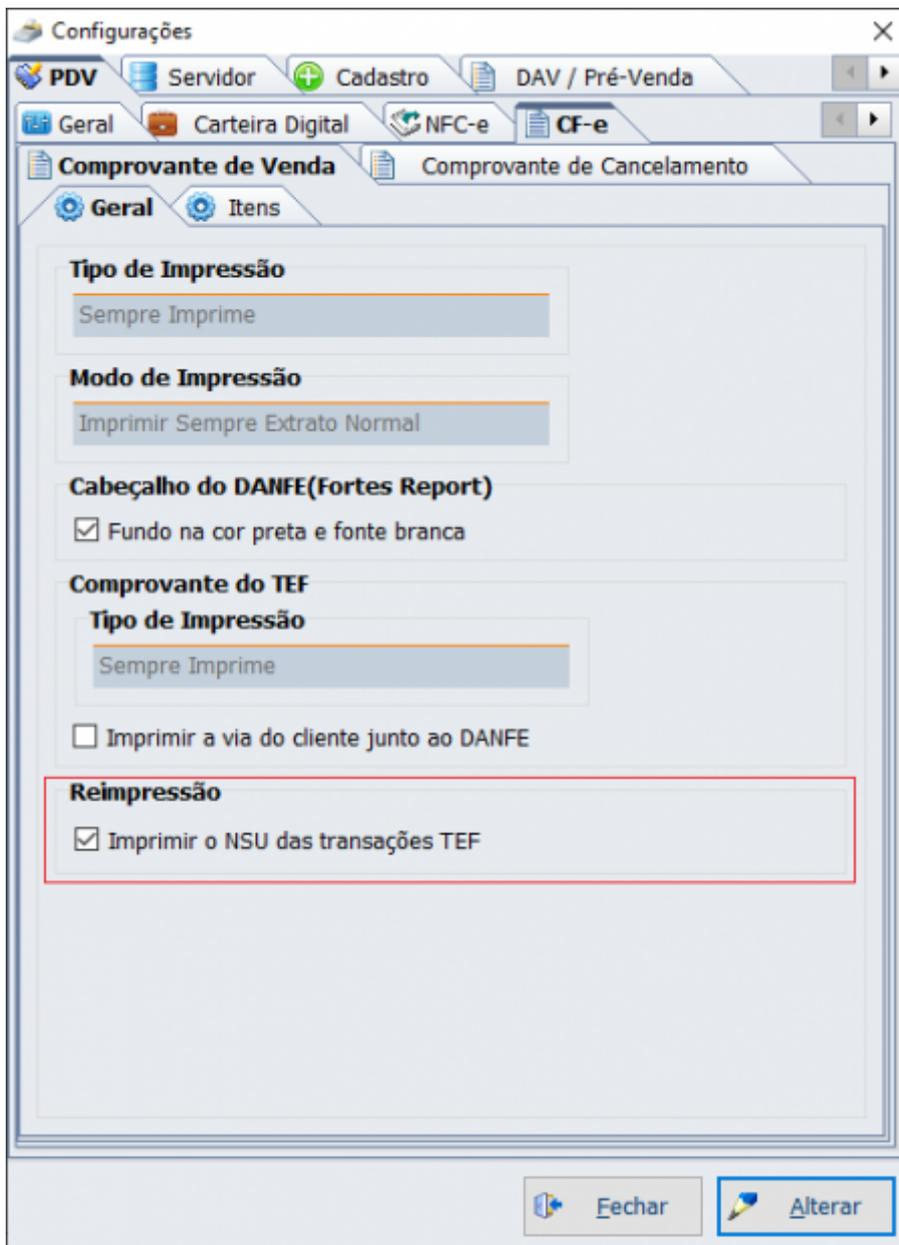 Configurações
PDV Servidor Cadastro DAV / Pré-Venda
Geral Carteira Digital NFC-e CF-e
Comprovante de Venda Comprovante de Cancelamento
Geral Itens
Tipo de Impressão
Sempre Imprime
Modo de Impressão
Imprimir Sempre Extrato Normal
Cabeçalho do DANFE(Fortes Report)
Fundo na cor preta e fonte branca
Comprovante do TEF
Tipo de Impressão
Sempre Imprime
Imprimir a via do cliente junto ao DANFE
Reimpressão
Imprimir o NSU das transações TEF
Fechar Alterar